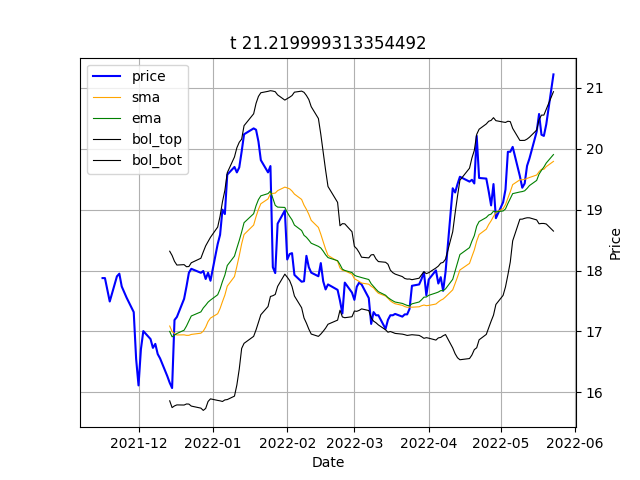 t 21.219999313354492
price
sma
ema
bol_top
bol_bot
21
20
19
18
17
16
Price
2021-12 2022-01 2022-02 2022-03 2022-04 2022-05 2022-06
Date